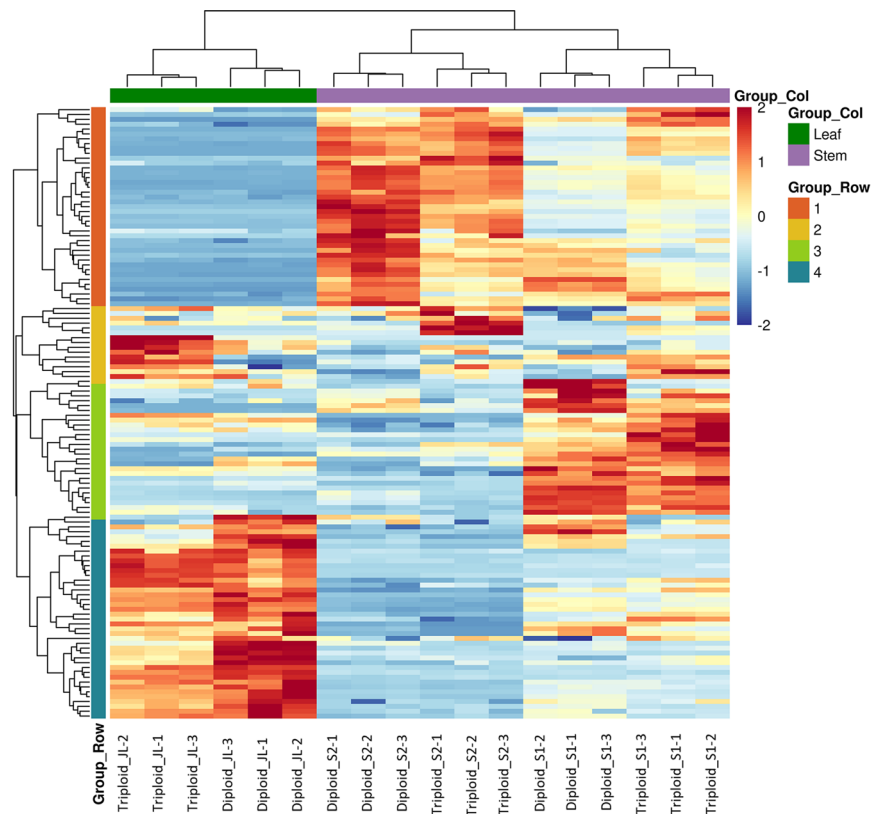 Group_Col
2
1
0
-1
-2
Group_Col
Leaf
Stem
Group_Row
1
2
3
4
Group_Row
Triploid_JL-2
Triploid_JL-1
Triploid_JL-3
Diploid_JL-3
Diploid_JL-1
Diploid_JL-2
Diploid_S2-1
Diploid_S2-2
Diploid_S2-3
Triploid_S2-1
Triploid_S2-2
Triploid_S2-3
Diploid_S1-2
Diploid_S1-1
Diploid_S1-3
Triploid_S1-3
Triploid_S1-1
Triploid_S1-2